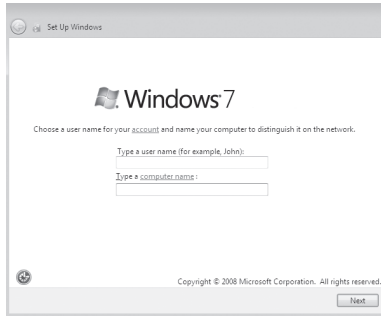 Set Up Windows
Windows 7
Choose a user name for your account and name your computer to distinguish it on the network.
Type a user name (for example, John):
Type a computer name :
Copyright © 2008 Microsoft Corporation. All rights reserved.
Next